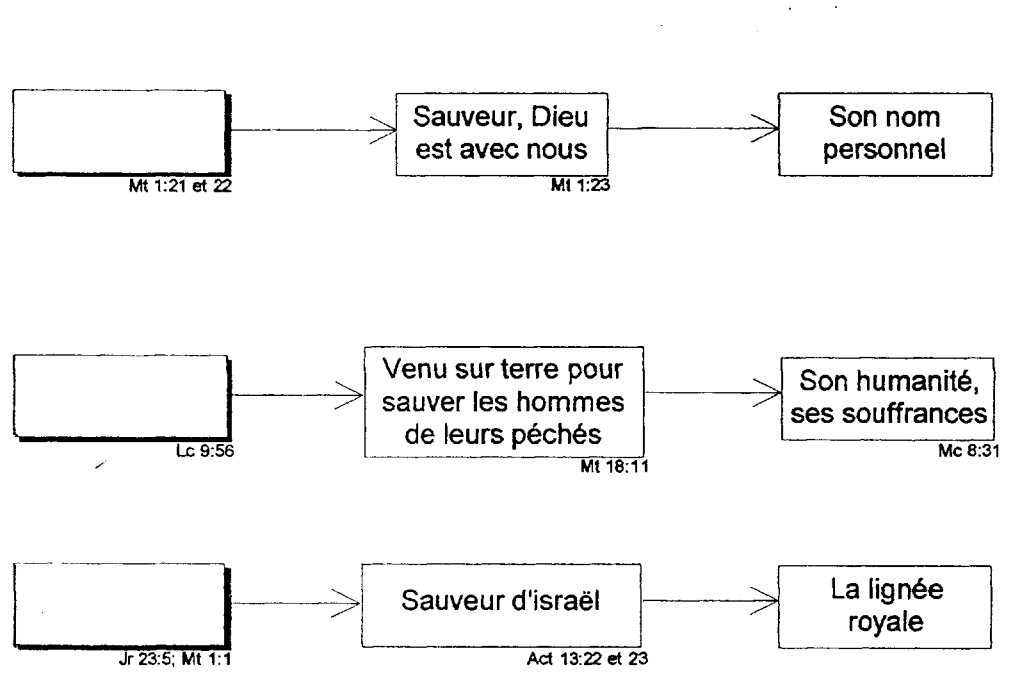 Sauveur, Dieu
est avec nous
Son nom
personnel
Mt 1:21 et 22
Mt 1:23
Venu sur terre pour
sauver les hommes
de leurs péchés
Son humanité,
ses souffrances
Lc 9:56
Mt 18:11
Mc 8:31
Sauveur d'israël
La lignée
royale
Jr 23:5; Mt 1:1
Act 13:22 et 23